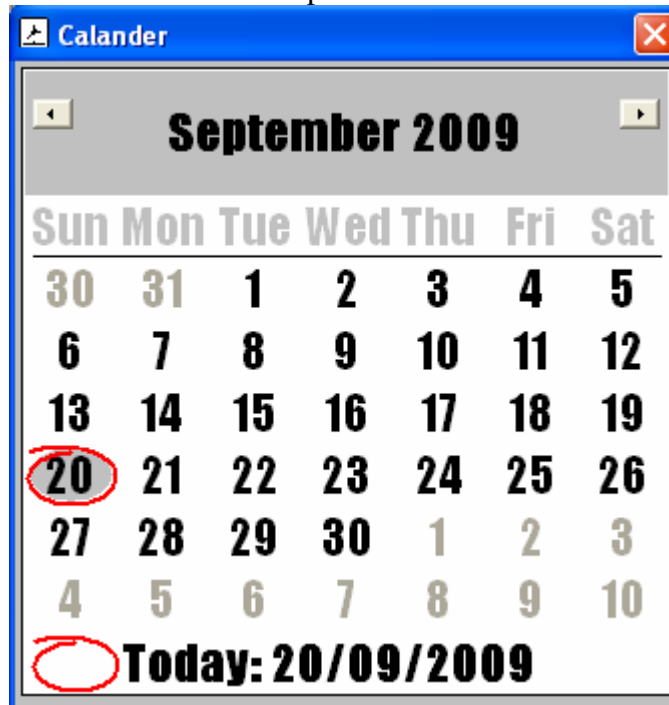 Calander
September 2009
Sun Mon Tue Wed Thu Fri Sat
30 31 1 2 3 4 5
6 7 8 9 10 11 12
13 14 15 16 17 18 19
20 21 22 23 24 25 26
27 28 29 30 1 2 3
4 5 6 7 8 9 10
Today: 20/09/2009